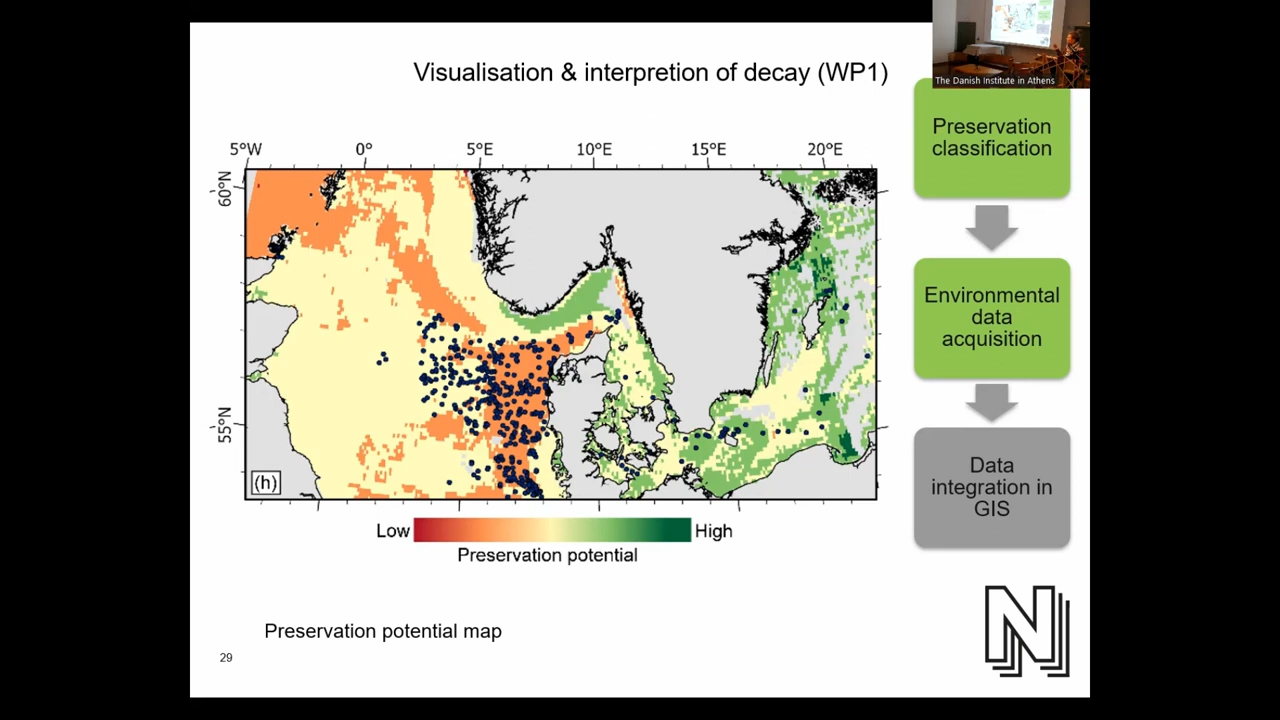 Visualisation & interpretion of decay (WP1)
The Danish Institute in Athens
Preservation
classification
Environmental
data
acquisition
Data
integration in
GIS
5°W 0° 5°E 10°E 15°E 20°E
60°N
55°N
(h)
Low High
Preservation potential
Preservation potential map
29
N